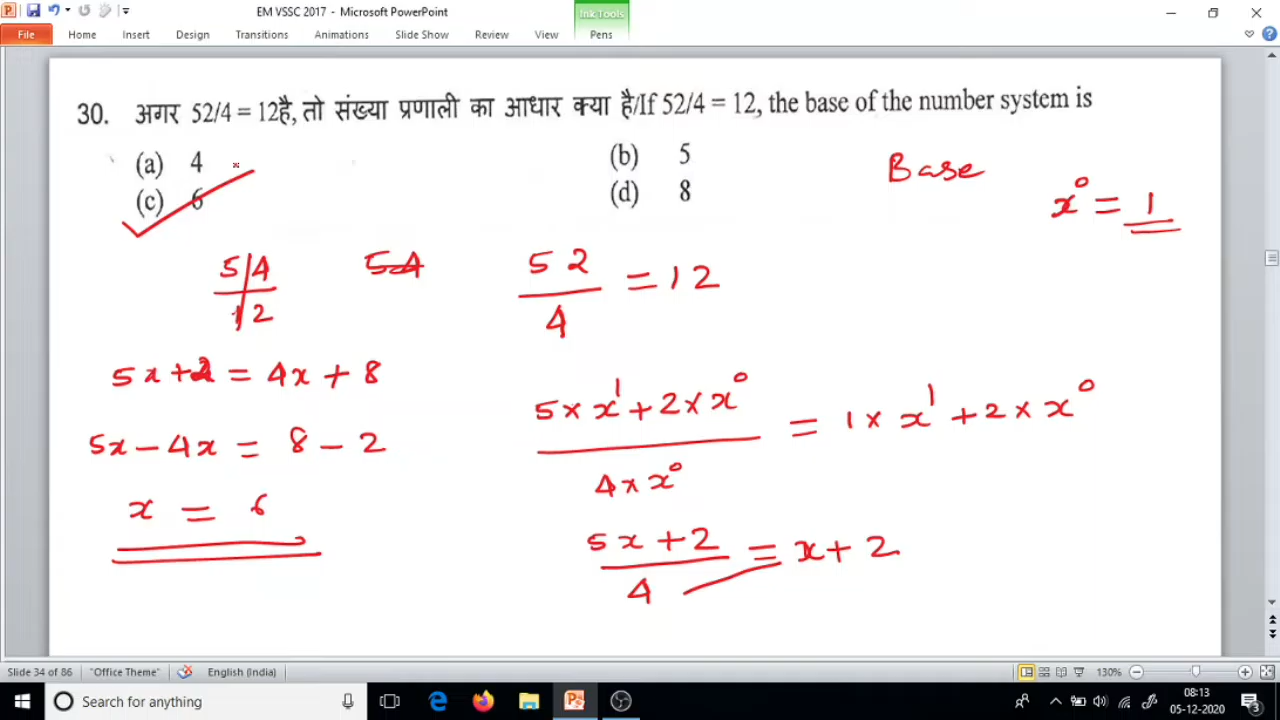 EM VSSC 2017 - Microsoft PowerPoint
Ink Tools
File Home Insert Design Transitions Animations Slide Show Review View Pens
30. अगर 52/4 = 12है, तो संख्या प्रणाली का आधार क्या है/If 52/4 = 12, the base of the number system is
(a) 4 (b) 5
(c) 6 (d) 8
Base
x⁰ = 1
5/4
12
54
52/4 = 12
5x+2 = 4x + 8
5 × x¹ + 2 × x⁰ / 4 × x⁰ = 1 × x¹ + 2 × x⁰
5x – 4x = 8 – 2
x = 6
5x + 2 / 4 = x + 2
Slide 34 of 86 "Office Theme" English (India) 130%
Search for anything
08:13
05-12-2020
3